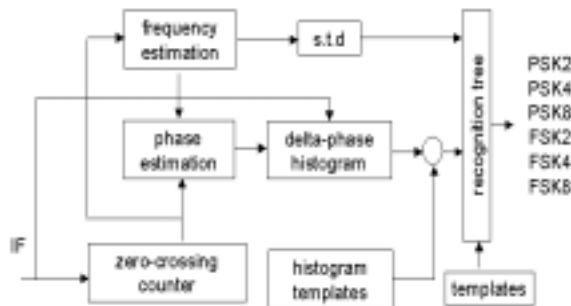 frequency
estimation
s.t.d
phase
estimation
delta-phase
histogram
recognition tree
PSK2
PSK4
PSK8
FSK2
FSK4
FSK8
IF
zero-crossing
counter
histogram
templates
templates